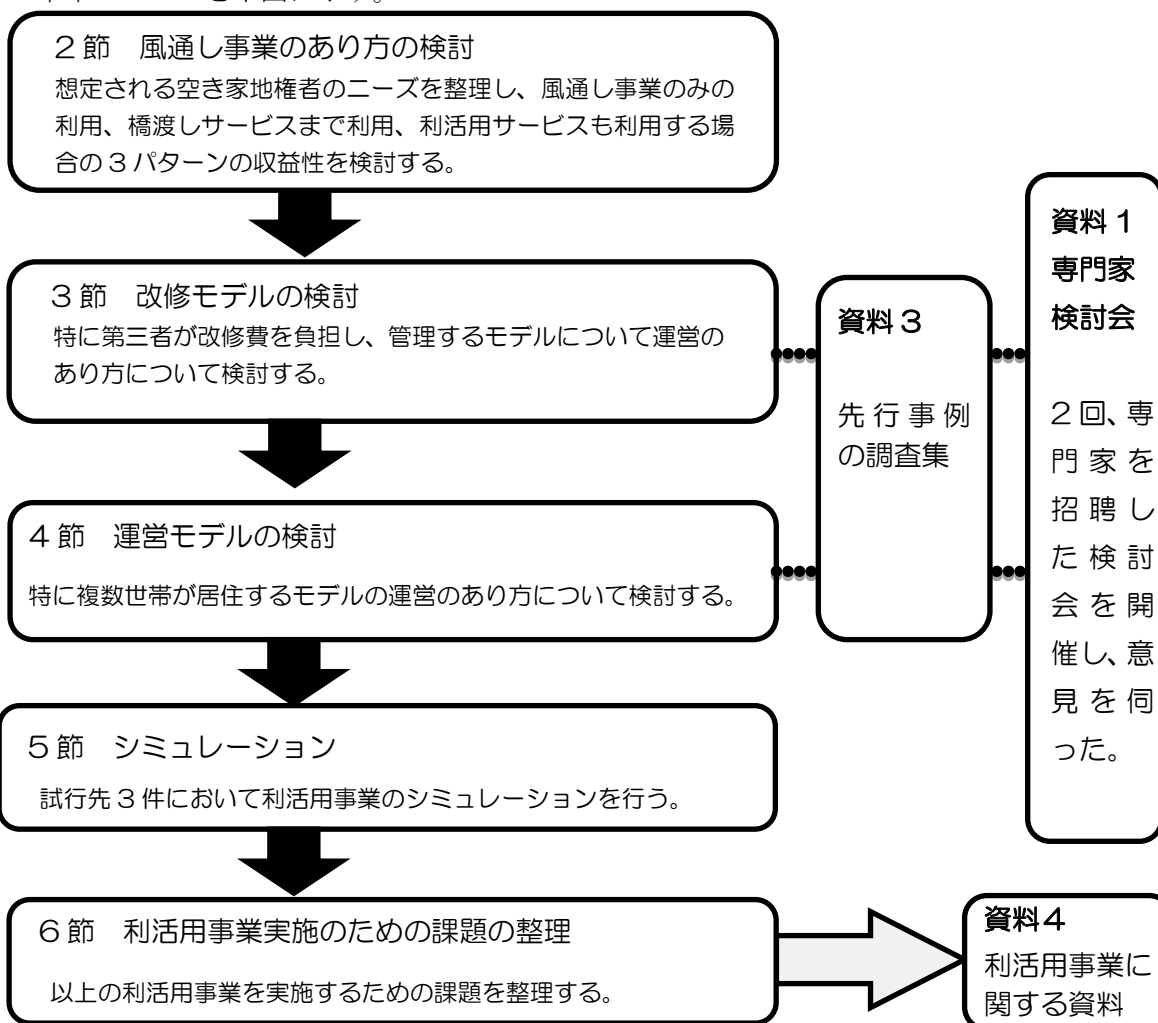 2節 風通し事業のあり方の検討
想定される空き家地権者のニーズを整理し、風通し事業のみの
利用、橋渡しサービスまで利用、利活用サービスも利用する場
合の3パターンの収益性を検討する。
3節 改修モデルの検討
特に第三者が改修費を負担し、管理するモデルについて運営の
あり方について検討する。
4節 運営モデルの検討
特に複数世帯が居住するモデルの運営のあり方について検討する。
5節 シミュレーション
試行先3件において利活用事業のシミュレーションを行う。
6節 利活用事業実施のための課題の整理
以上の利活用事業を実施するための課題を整理する。
資料3
先行事例
の調査集
資料1
専門家
検討会
2回、専
門家を
招聘し
た検討
会を開
催し、意
見を伺
った。
資料4
利活用事業に
関する資料